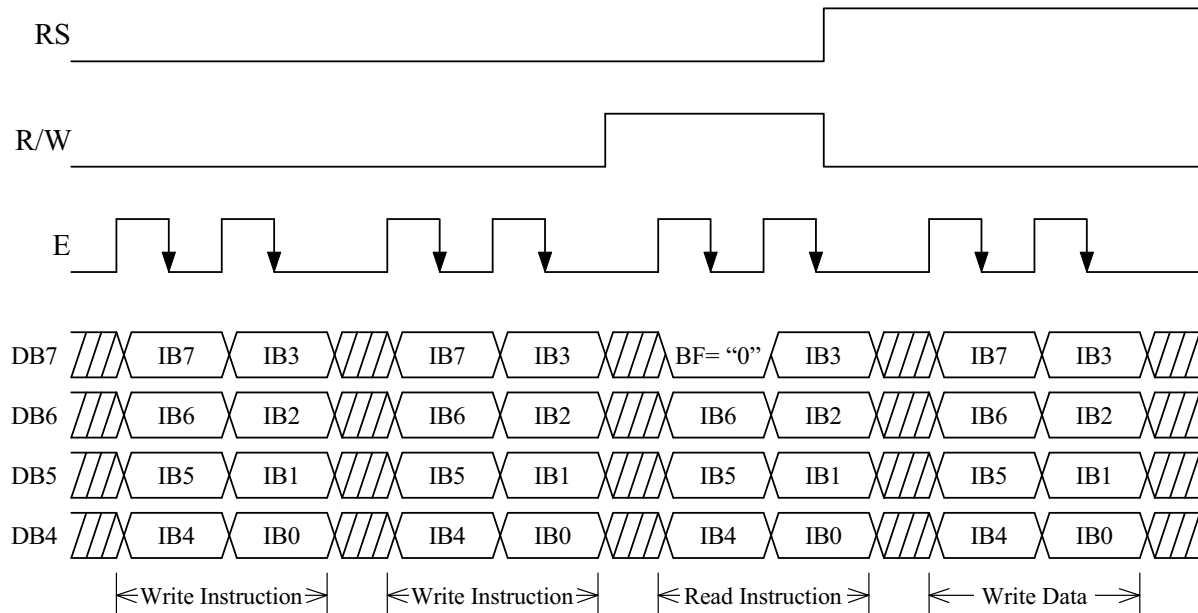 RS
R/W
E
DB7 IB7 IB3 IB7 IB3 BF= “0” IB3 IB7 IB3
DB6 IB6 IB2 IB6 IB2 IB6 IB2 IB6 IB2
DB5 IB5 IB1 IB5 IB1 IB5 IB1 IB5 IB1
DB4 IB4 IB0 IB4 IB0 IB4 IB0 IB4 IB0
Write Instruction Write Instruction Read Instruction Write Data